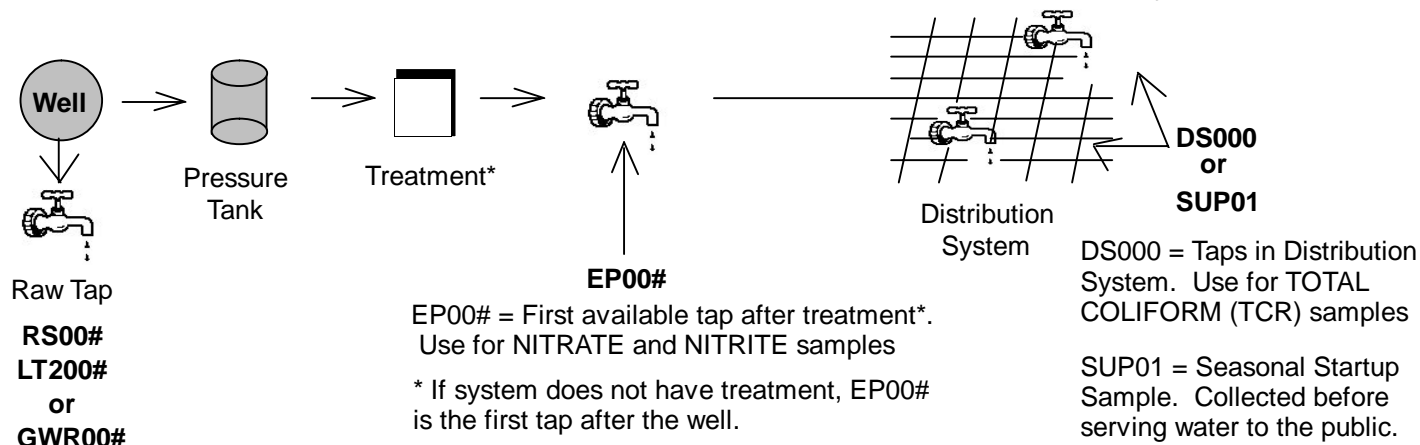 Well
Pressure
Tank
Treatment*
Raw Tap
RS00#
LT200#
or
GWR00#
EP00#
EP00# = First available tap after treatment*.
Use for NITRATE and NITRITE samples
* If system does not have treatment, EP00#
is the first tap after the well.
Distribution
System
DS000
or
SUP01
DS000 = Taps in Distribution
System. Use for TOTAL
COLIFORM (TCR) samples
SUP01 = Seasonal Startup
Sample. Collected before
serving water to the public.